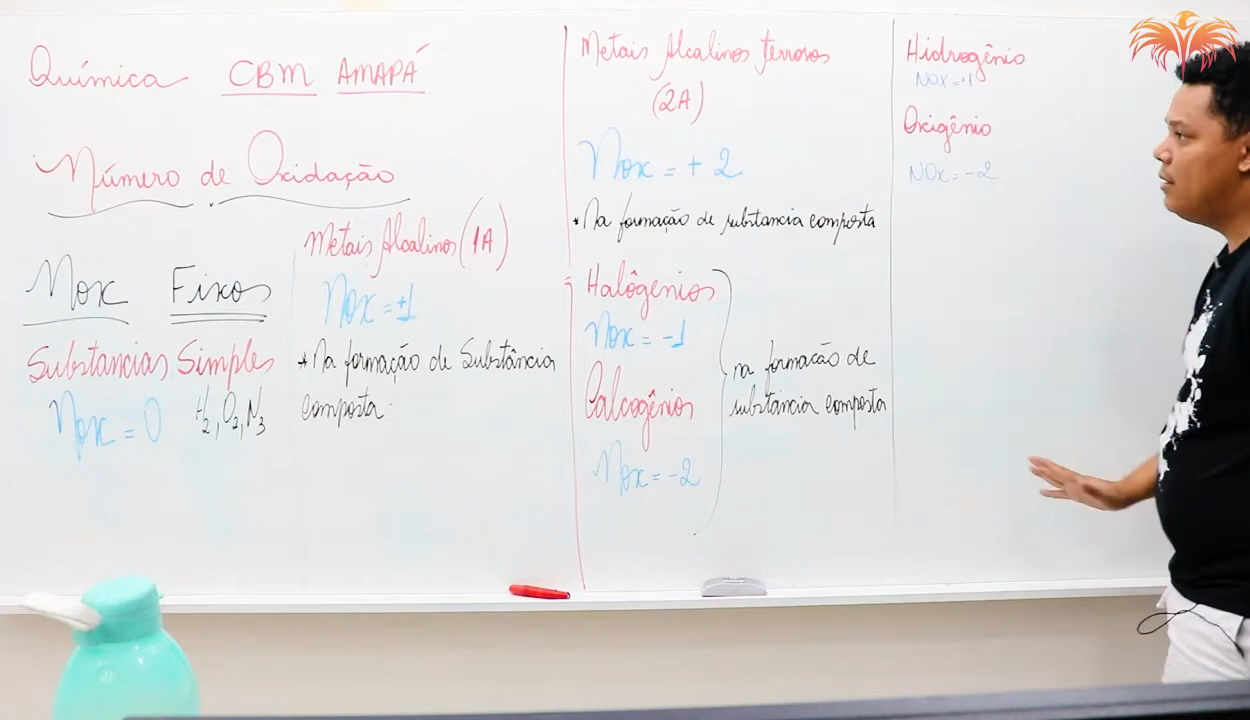 Química CBM AMAPÁ
Número de Oxidação
Nox Fixos
Substancias Simples
Nox = 0 H2, O2, N3
Metais Alcalinos (1A)
Nox = +1
*Na formação de Substância
composta.
Metais Alcalinos terrosos
(2A)
Nox = + 2
*Na formação de substancia composta
Halôgênios
Nox = -1
Calcogênios
Nox = -2
na formacão de
substancia composta
Hidrogênio
NOX = +1
Oxigênio
NOx = -2